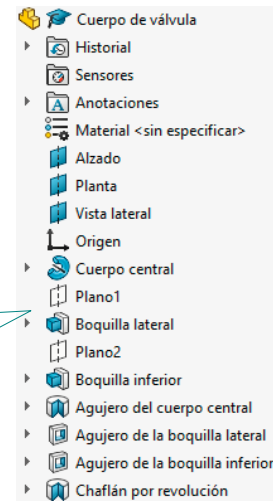 Cuerpo de válvula
Historial
Sensores
Anotaciones
Material <sin especificar>
Alzado
Planta
Vista lateral
Origen
Cuerpo central
Plano1
Boquilla lateral
Plano2
Boquilla inferior
Agujero del cuerpo central
Agujero de la boquilla lateral
Agujero de la boquilla inferior
Chaflán por revolución